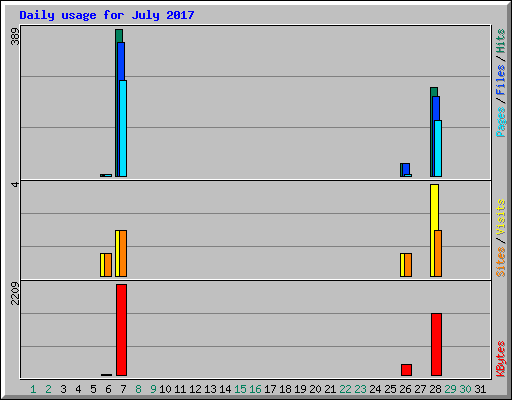 Daily usage for July 2017
389
Pages / Files / Hits
4
Sites / Visits
2209
KBytes
1 2 3 4 5 6 7 8 9 10 11 12 13 14 15 16 17 18 19 20 21 22 23 24 25 26 27 28 29 30 31